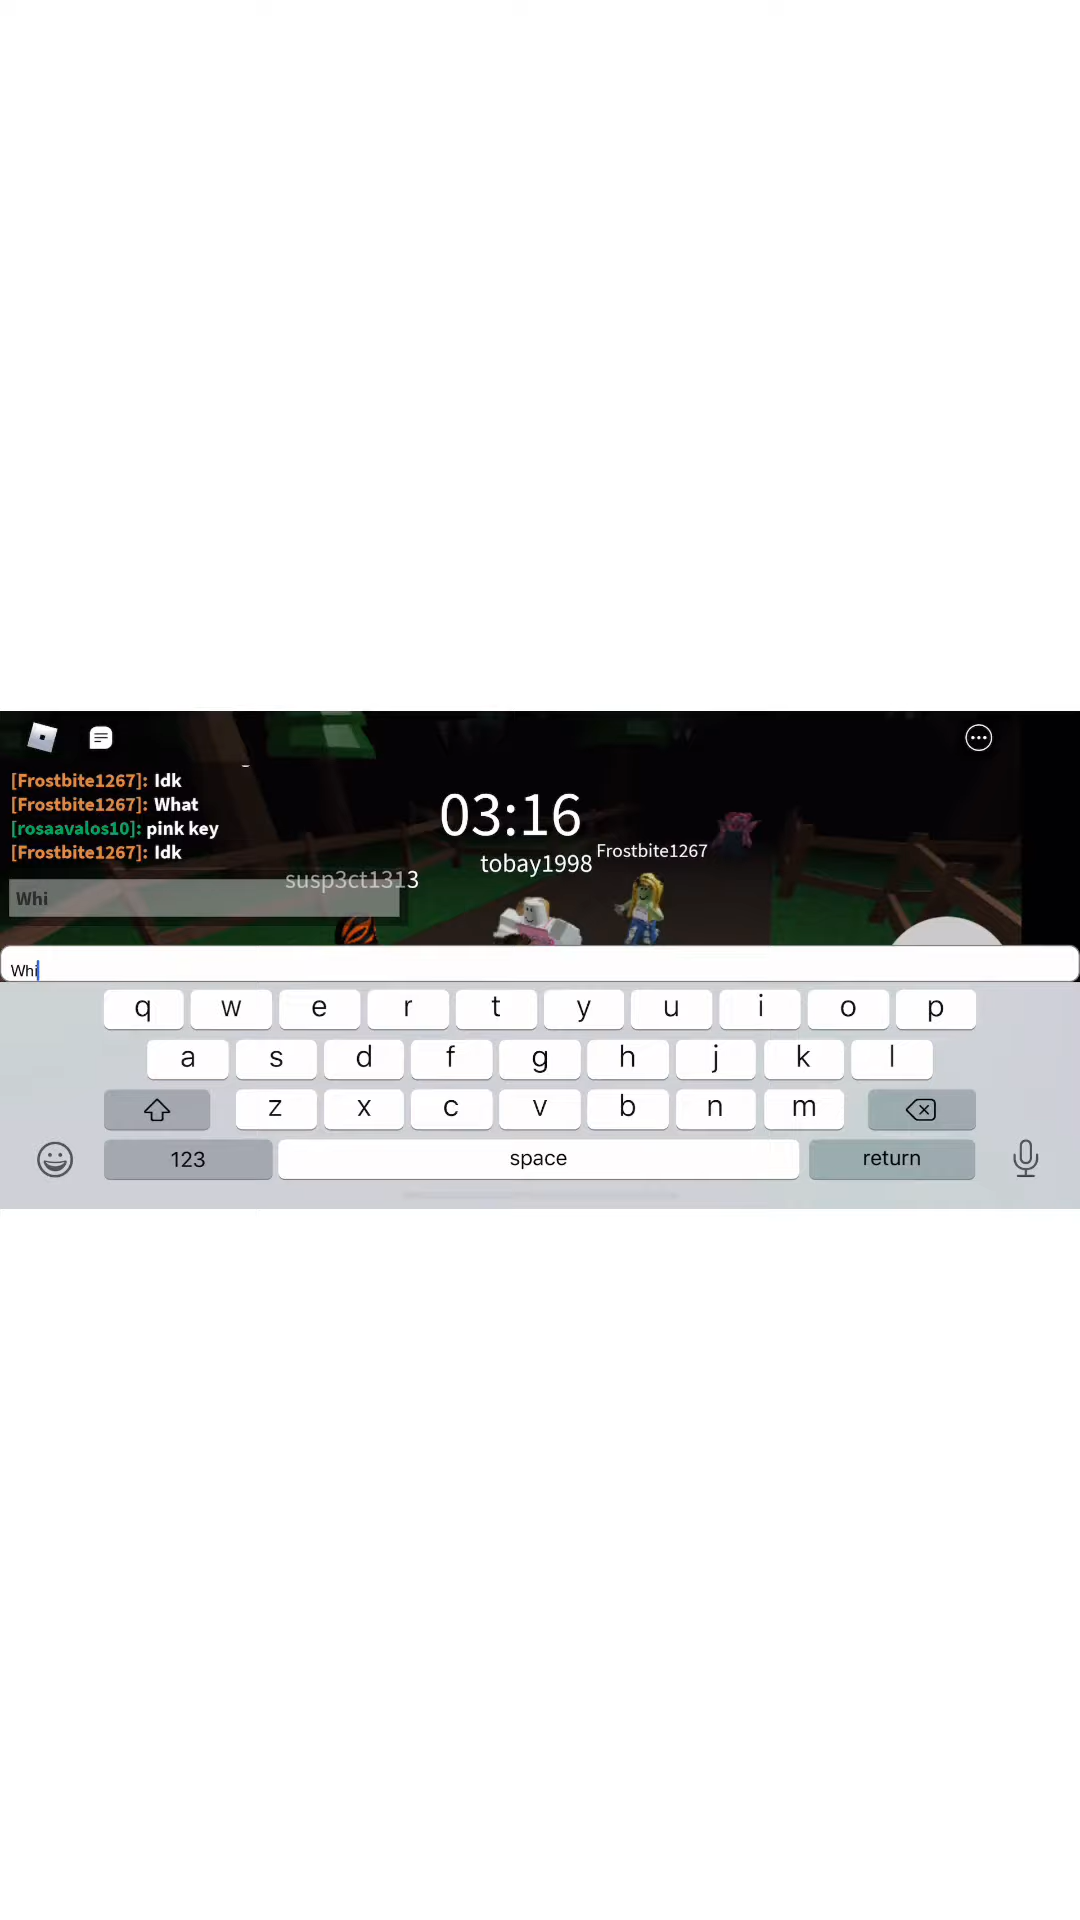 [Frostbite1267]: Idk
[Frostbite1267]: What
[rosaavalos10]: pink key
[Frostbite1267]: Idk
03:16
Frostbite1267
tobay1998
susp3ct1313
Whi
Whi
q w e r t y u i o p
a s d f g h j k l
z x c v b n m
123 space return